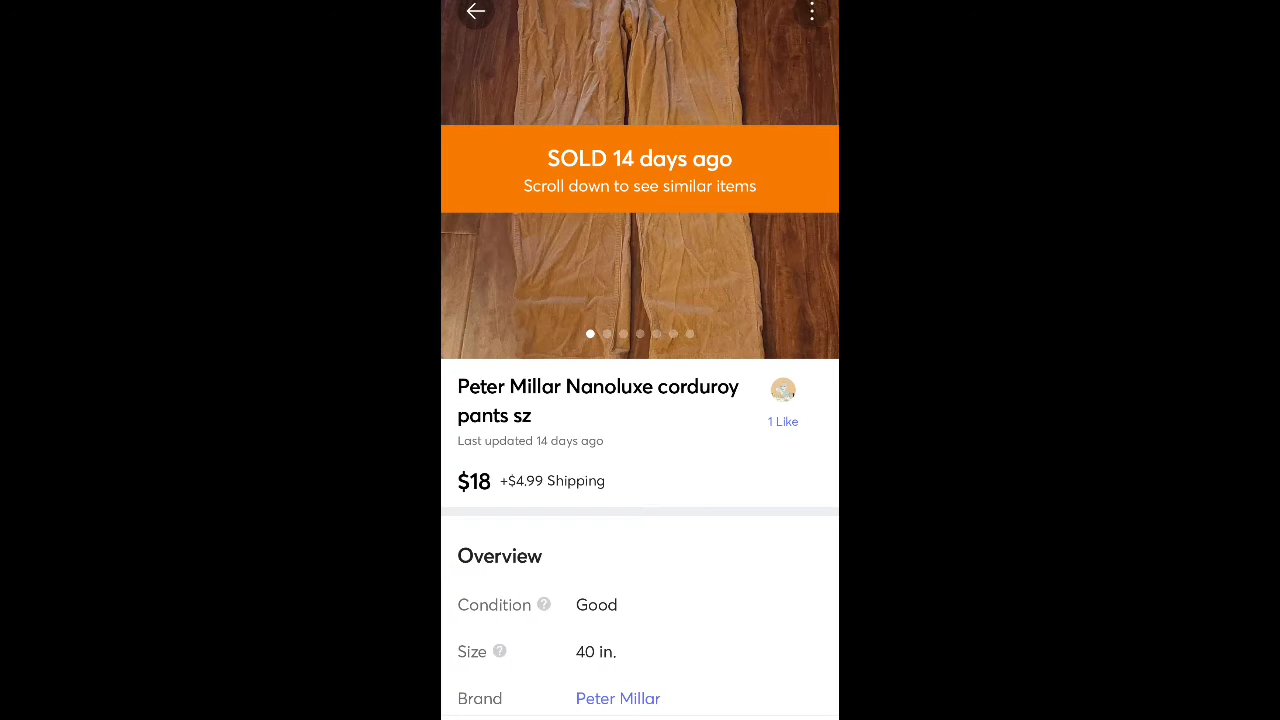 SOLD 14 days ago
Scroll down to see similar items
Peter Millar Nanoluxe corduroy
pants sz
1 Like
Last updated 14 days ago
$18 +$4.99 Shipping
Overview
Condition ? Good
Size ? 40 in.
Brand Peter Millar